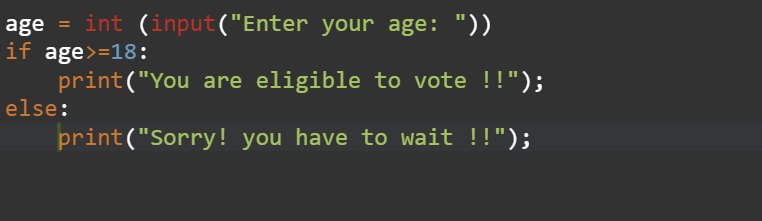 age = int (input("Enter your age: "))
if age>=18:
    print("You are eligible to vote !!");
else:
    print("Sorry! you have to wait !!");